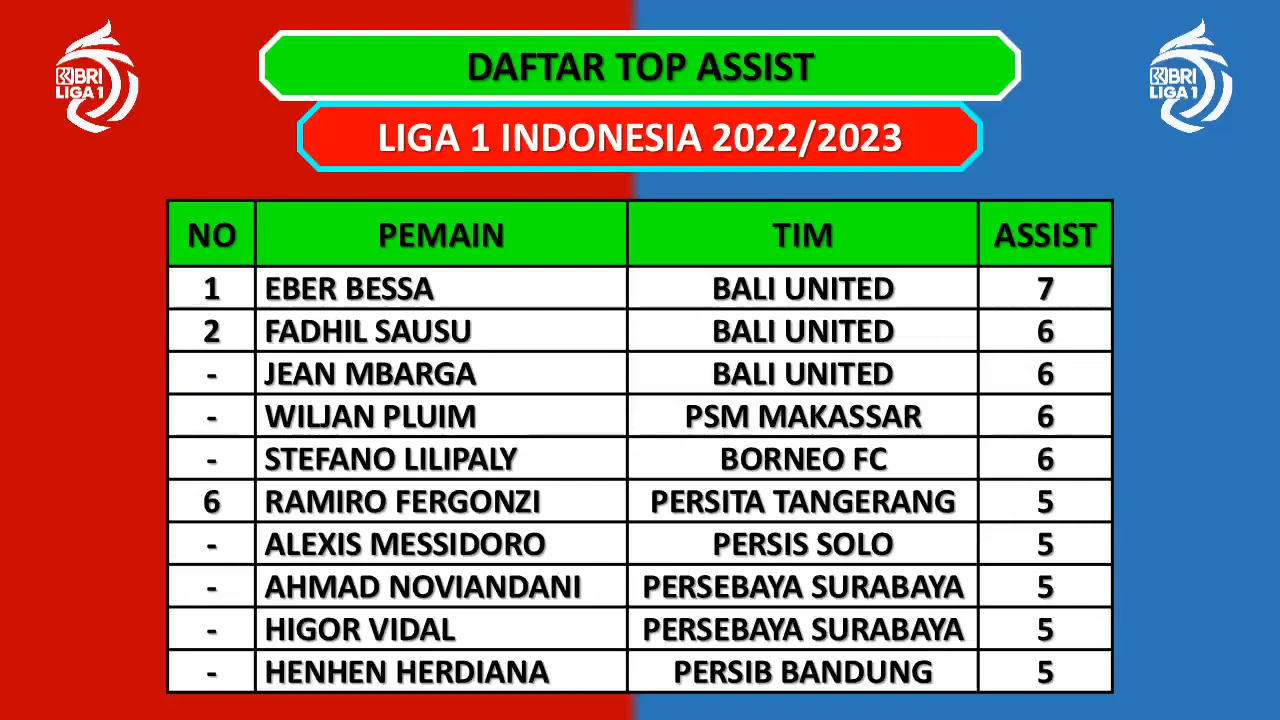 BRI
LIGA 1
DAFTAR TOP ASSIST
BRI
LIGA 1
LIGA 1 INDONESIA 2022/2023
NO PEMAIN TIM ASSIST
1 EBER BESSA BALI UNITED 7
2 FADHIL SAUSU BALI UNITED 6
- JEAN MBARGA BALI UNITED 6
- WILJAN PLUIM PSM MAKASSAR 6
- STEFANO LILIPALY BORNEO FC 6
6 RAMIRO FERGONZI PERSITA TANGERANG 5
- ALEXIS MESSIDORO PERSIS SOLO 5
- AHMAD NOVIANDANI PERSEBAYA SURABAYA 5
- HIGOR VIDAL PERSEBAYA SURABAYA 5
- HENHEN HERDIANA PERSIB BANDUNG 5